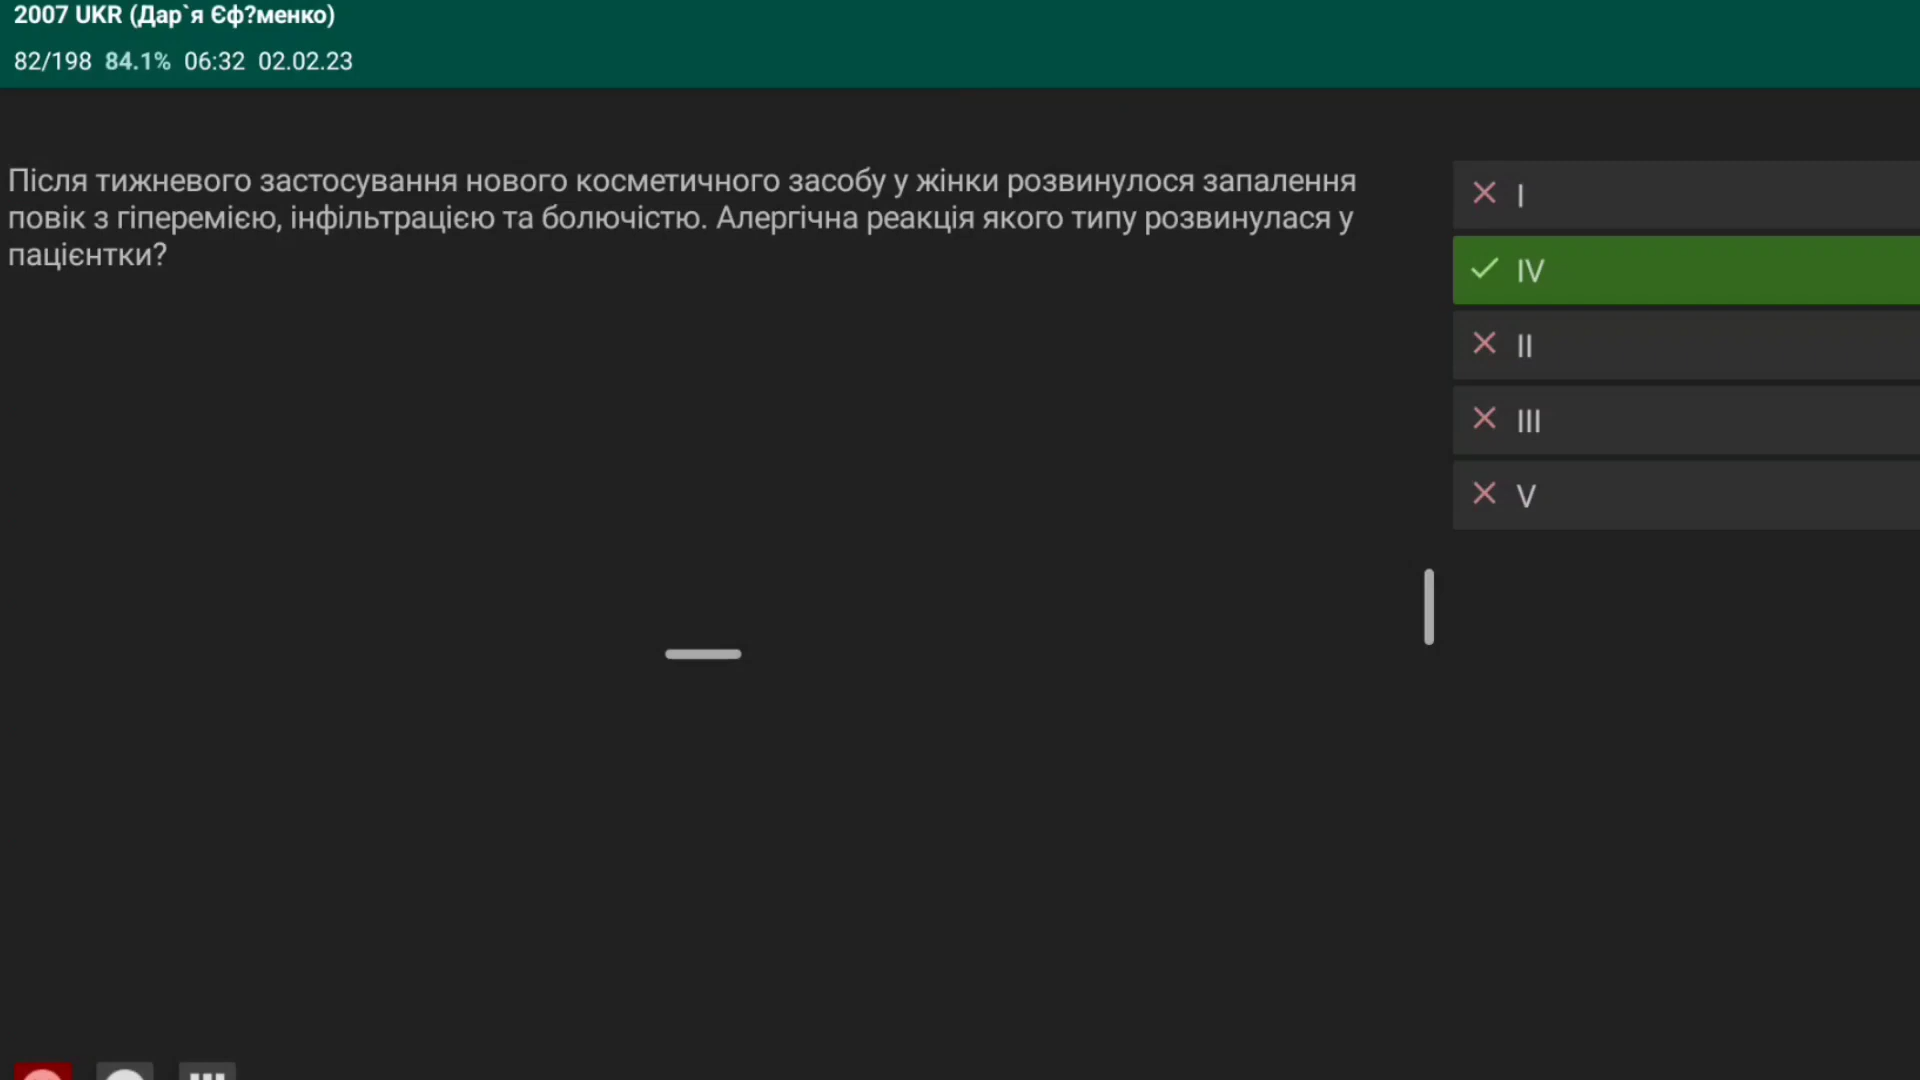 2007 UKR (Дар`я Єф?менко)
82/198 84.1% 06:32 02.02.23
Після тижневого застосування нового косметичного засобу у жінки розвинулося запалення
повік з гіперемією, інфільтрацією та болючістю. Алергічна реакція якого типу розвинулася у
пацієнтки?
I
IV
II
III
V